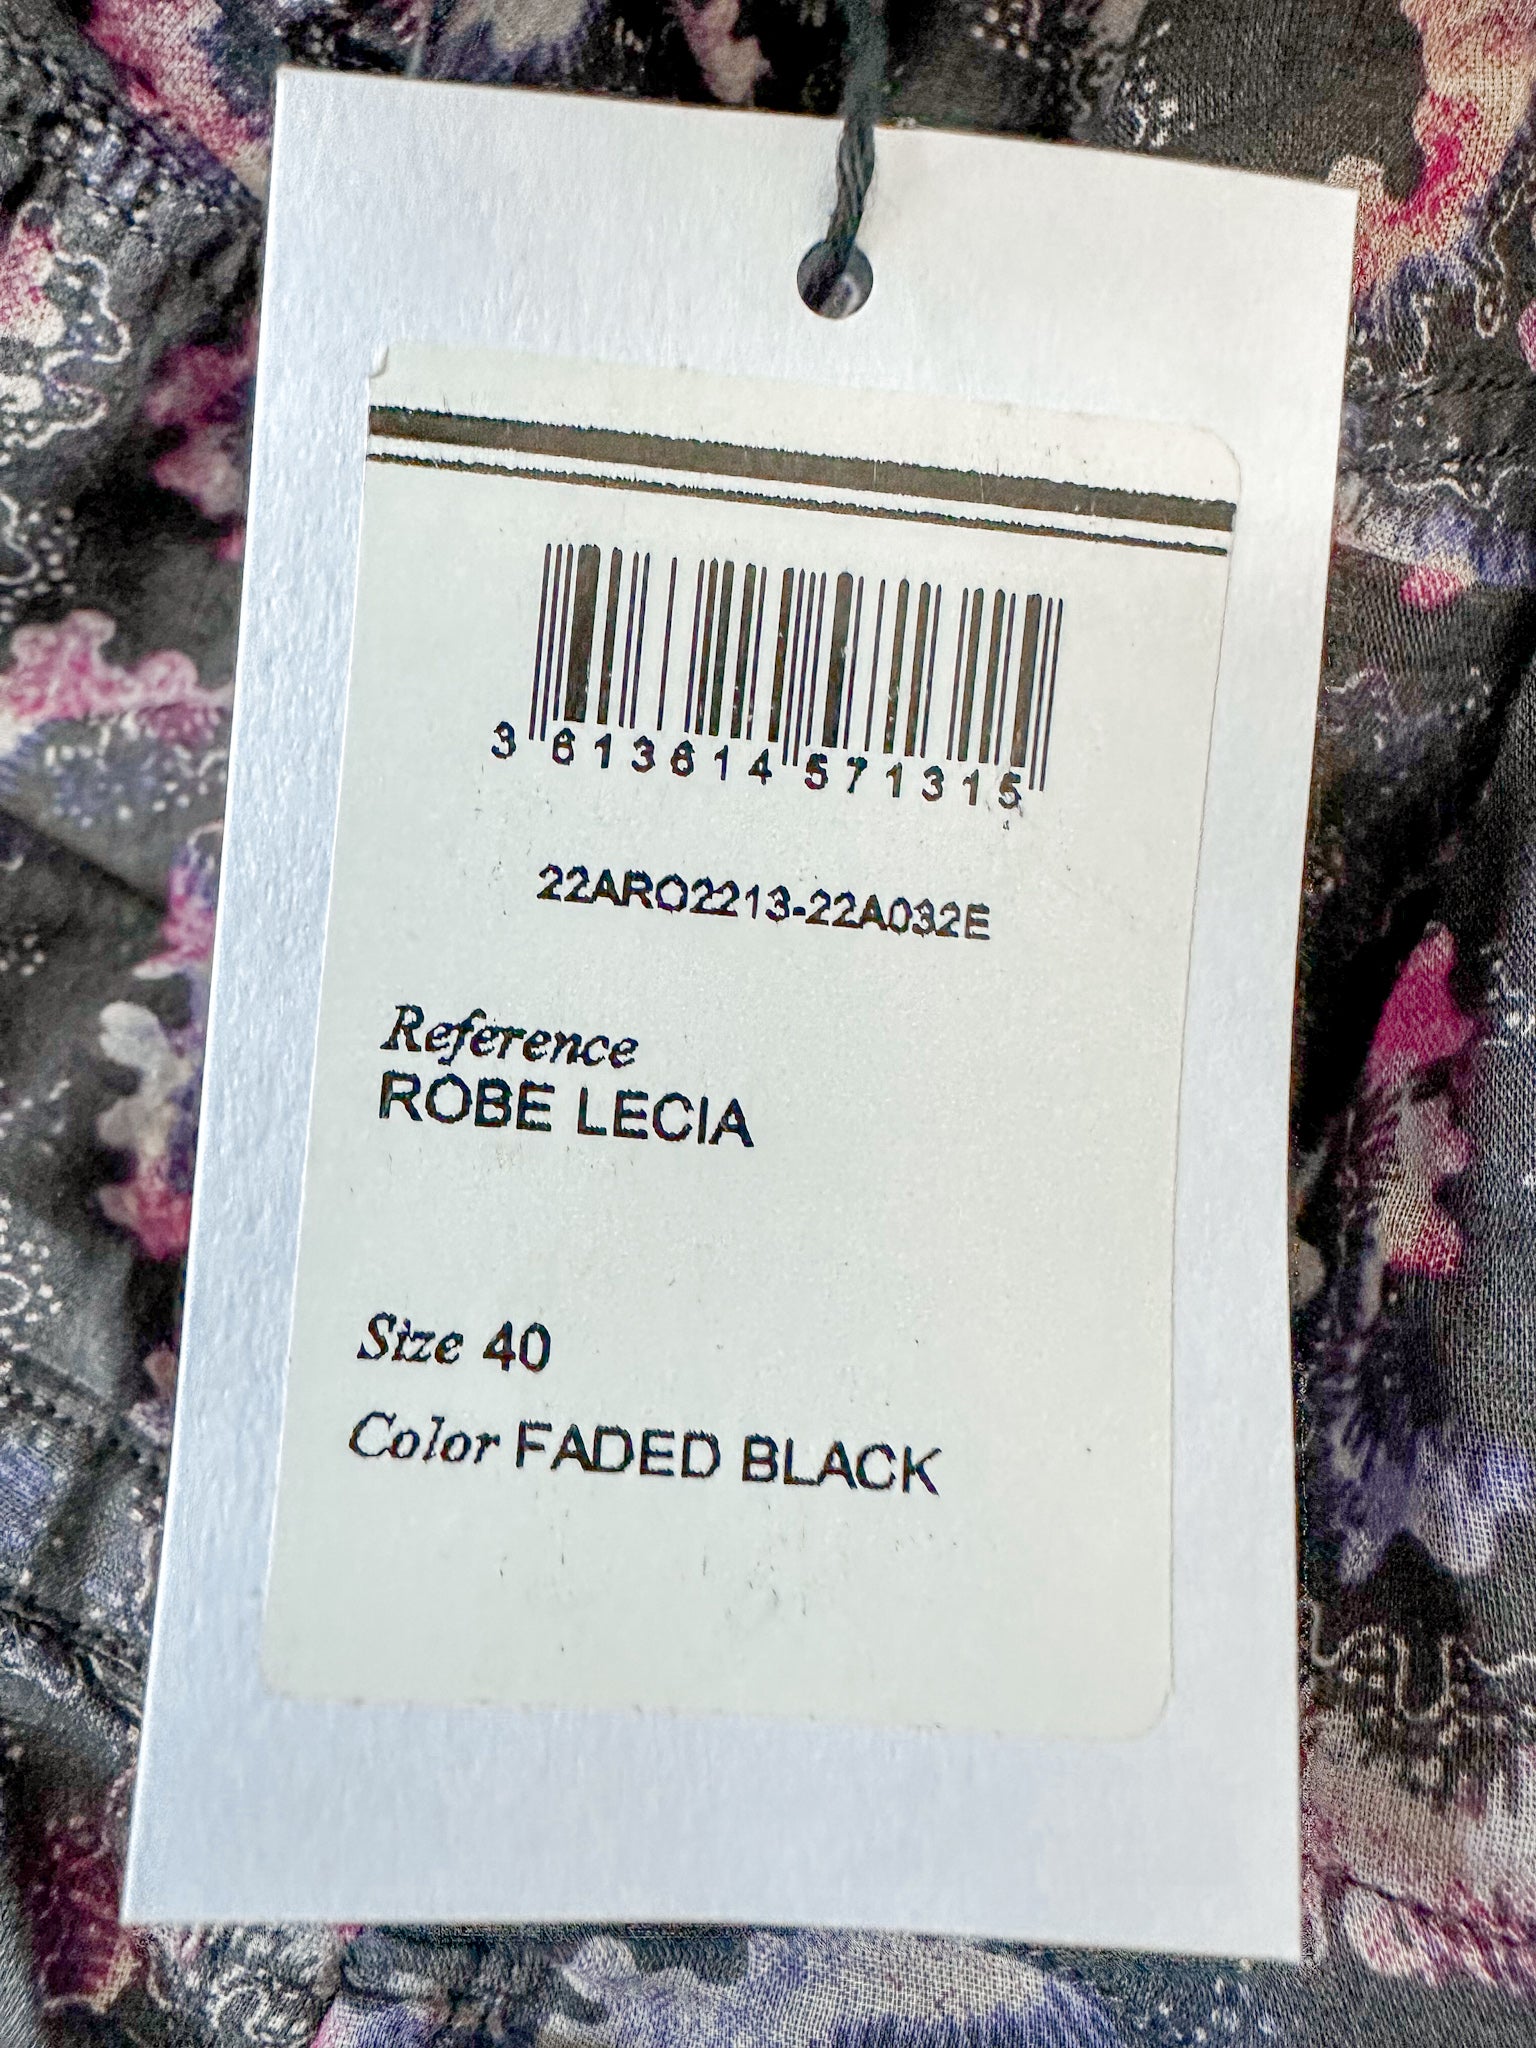 3 613614 571315
22ARO2213-22A032E
Reference
ROBE LECIA
Size 40
Color FADED BLACK